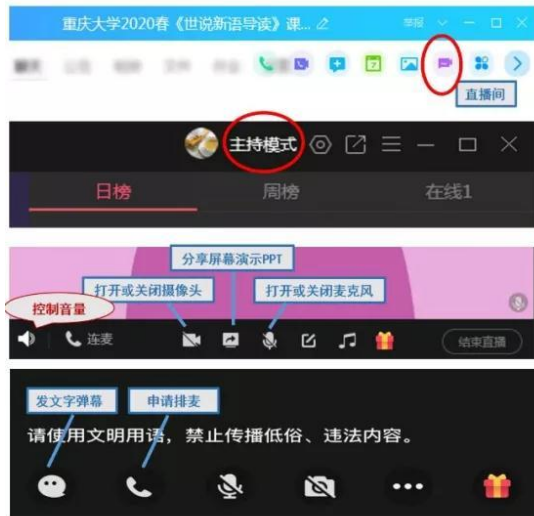 重庆大学2020春《世说新语导读》课...
举报
7
直播间
主持模式
日榜 周榜 在线1
分享屏幕演示PPT
打开或关闭摄像头 打开或关闭麦克风
控制音量
连麦 结束直播
发文字弹幕 申请排麦
请使用文明用语，禁止传播低俗、违法内容。